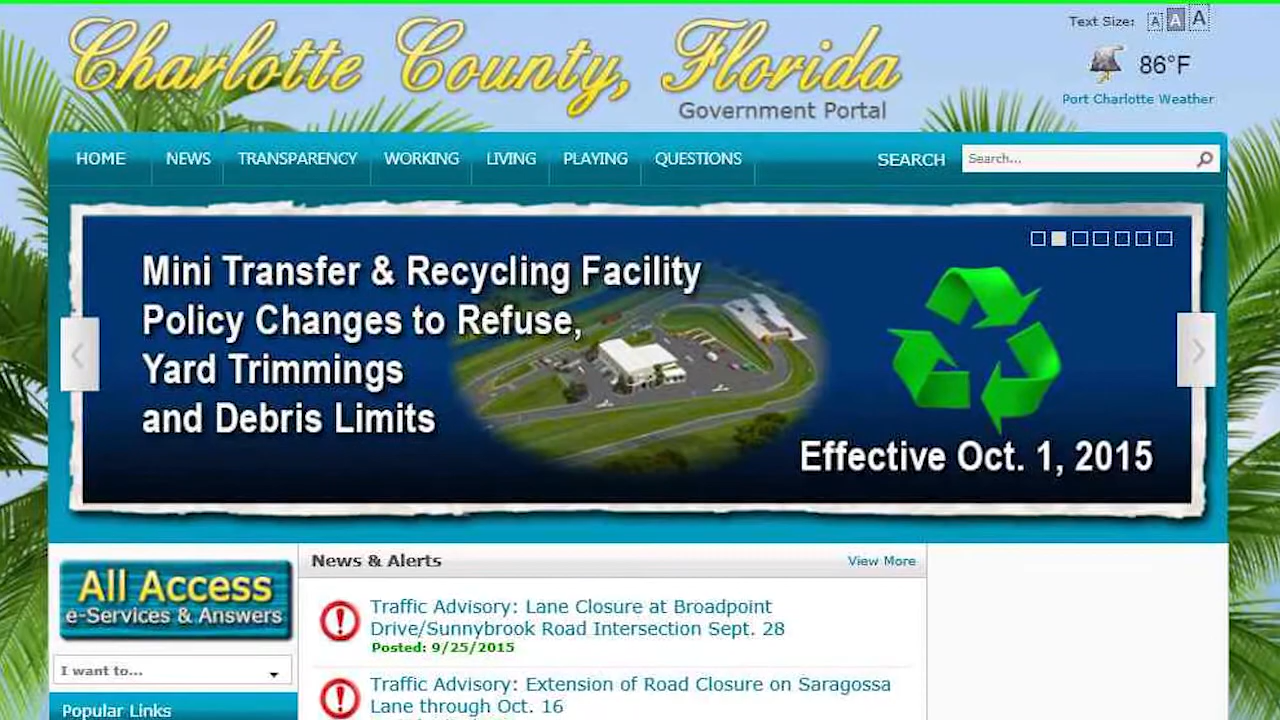 Charlotte County, Florida
Government Portal
Text Size: A A A
86°F
Port Charlotte Weather
HOME NEWS TRANSPARENCY WORKING LIVING PLAYING QUESTIONS SEARCH Search...
Mini Transfer & Recycling Facility
Policy Changes to Refuse,
Yard Trimmings
and Debris Limits
Effective Oct. 1, 2015
All Access
e-Services & Answers
I want to...
Popular Links
News & Alerts View More
Traffic Advisory: Lane Closure at Broadpoint
Drive/Sunnybrook Road Intersection Sept. 28
Posted: 9/25/2015
Traffic Advisory: Extension of Road Closure on Saragossa
Lane through Oct. 16